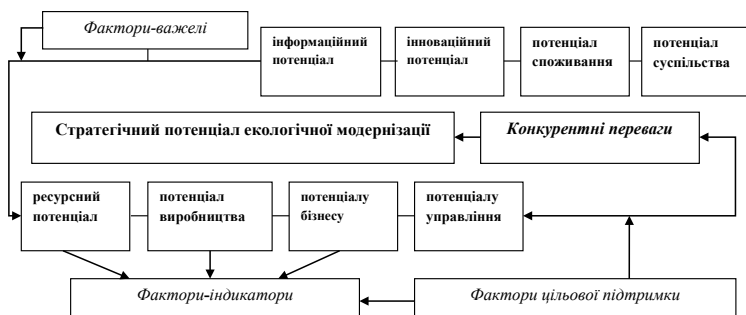 Фактори-важелі
інформаційний
потенціал
інноваційний
потенціал
потенціал
споживання
потенціал
суспільства
Стратегічний потенціал екологічної модернізації
Конкурентні переваги
ресурсний
потенціал
потенціал
виробництва
потенціалу
бізнесу
потенціалу
управління
Фактори-індикатори
Фактори цільової підтримки